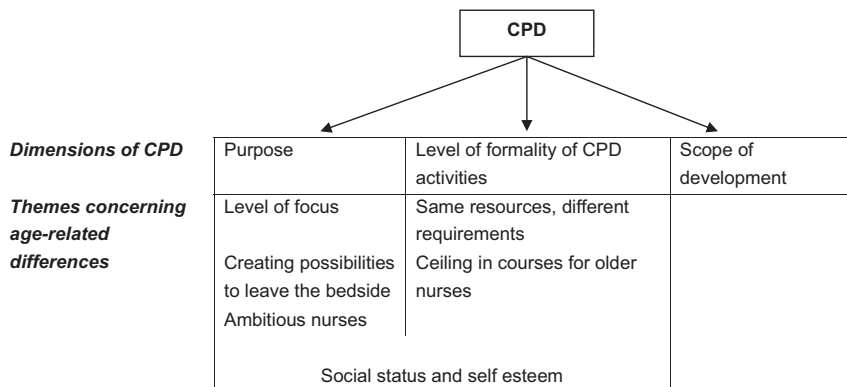 CPD
Dimensions of CPD
Purpose
Level of formality of CPD
activities
Scope of
development
Themes concerning
age-related
differences
Level of focus
Creating possibilities
to leave the bedside
Ambitious nurses
Same resources, different
requirements
Ceiling in courses for older
nurses
Social status and self esteem